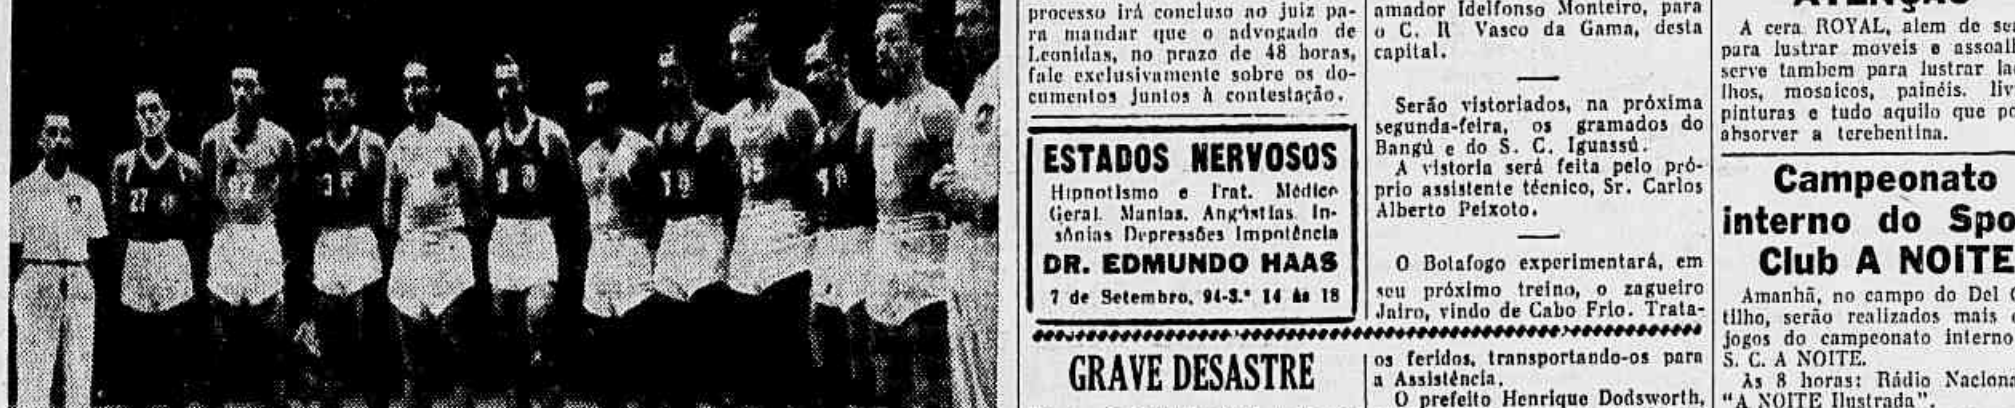 processo irá concluso ao juiz pa-
ra mandar que o advogado de
Leonidas, no prazo de 48 horas,
fale exclusivamente sobre os do-
cumentos juntos à contestação.
ESTADOS NERVOSOS
Hipnotismo e Trat. Médico
Geral. Manias. Angústias. In-
sônias Depressões Impotência
DR. EDMUNDO HAAS
7 de Setembro, 94-3.° 14 ás 18
GRAVE DESASTRE
amador Idelfonso Monteiro, para
o C. R Vasco da Gama, desta
capital.
Serão vistoriados, na próxima
segunda-feira, os gramados do
Bangú e do S. C. Iguassú.
A vistoria será feita pelo pró-
prio assistente técnico, Sr. Carlos
Alberto Peixoto.
O Botafogo experimentará, em
seu próximo treino, o zagueiro
Jairo, vindo de Cabo Frio. Trata-
os feridos, transportando-os para
a Assistência.
O prefeito Henrique Dodsworth,
ATENÇÃO
A cera ROYAL, alem de
para lustrar moveis e
serve tambem para lustrar
lhos, mosaicos, painéis.
pinturas e tudo aquilo que
absorver a terebentina.
Campeonato
interno do
Club A NOITE
Amanhã, no campo do Del
tilho, serão realizados mais
jogos do campeonato interno
S. C. A NOITE.
Às 8 horas: Rádio
"A NOITE Ilustrada".
27